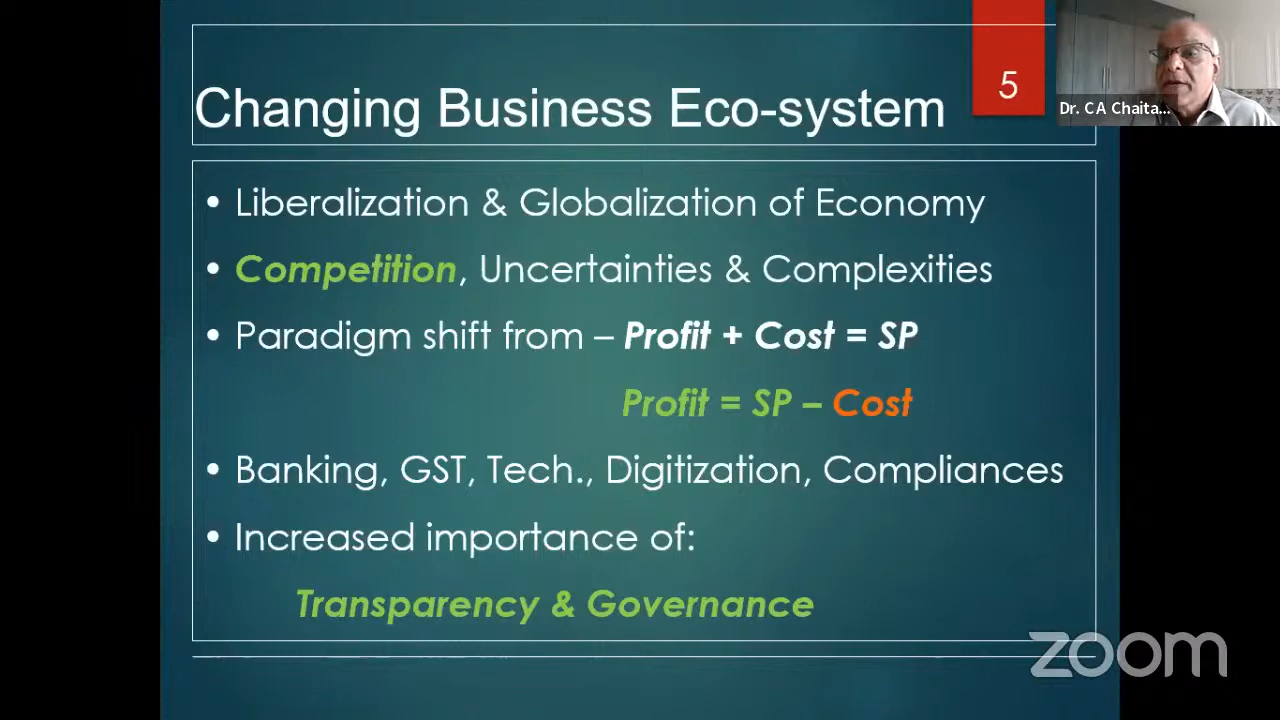 Changing Business Eco-system
5
Dr. C A Chaita...
• Liberalization & Globalization of Economy
• Competition, Uncertainties & Complexities
• Paradigm shift from – Profit + Cost = SP
Profit = SP – Cost
• Banking, GST, Tech., Digitization, Compliances
• Increased importance of:
Transparency & Governance
zoom